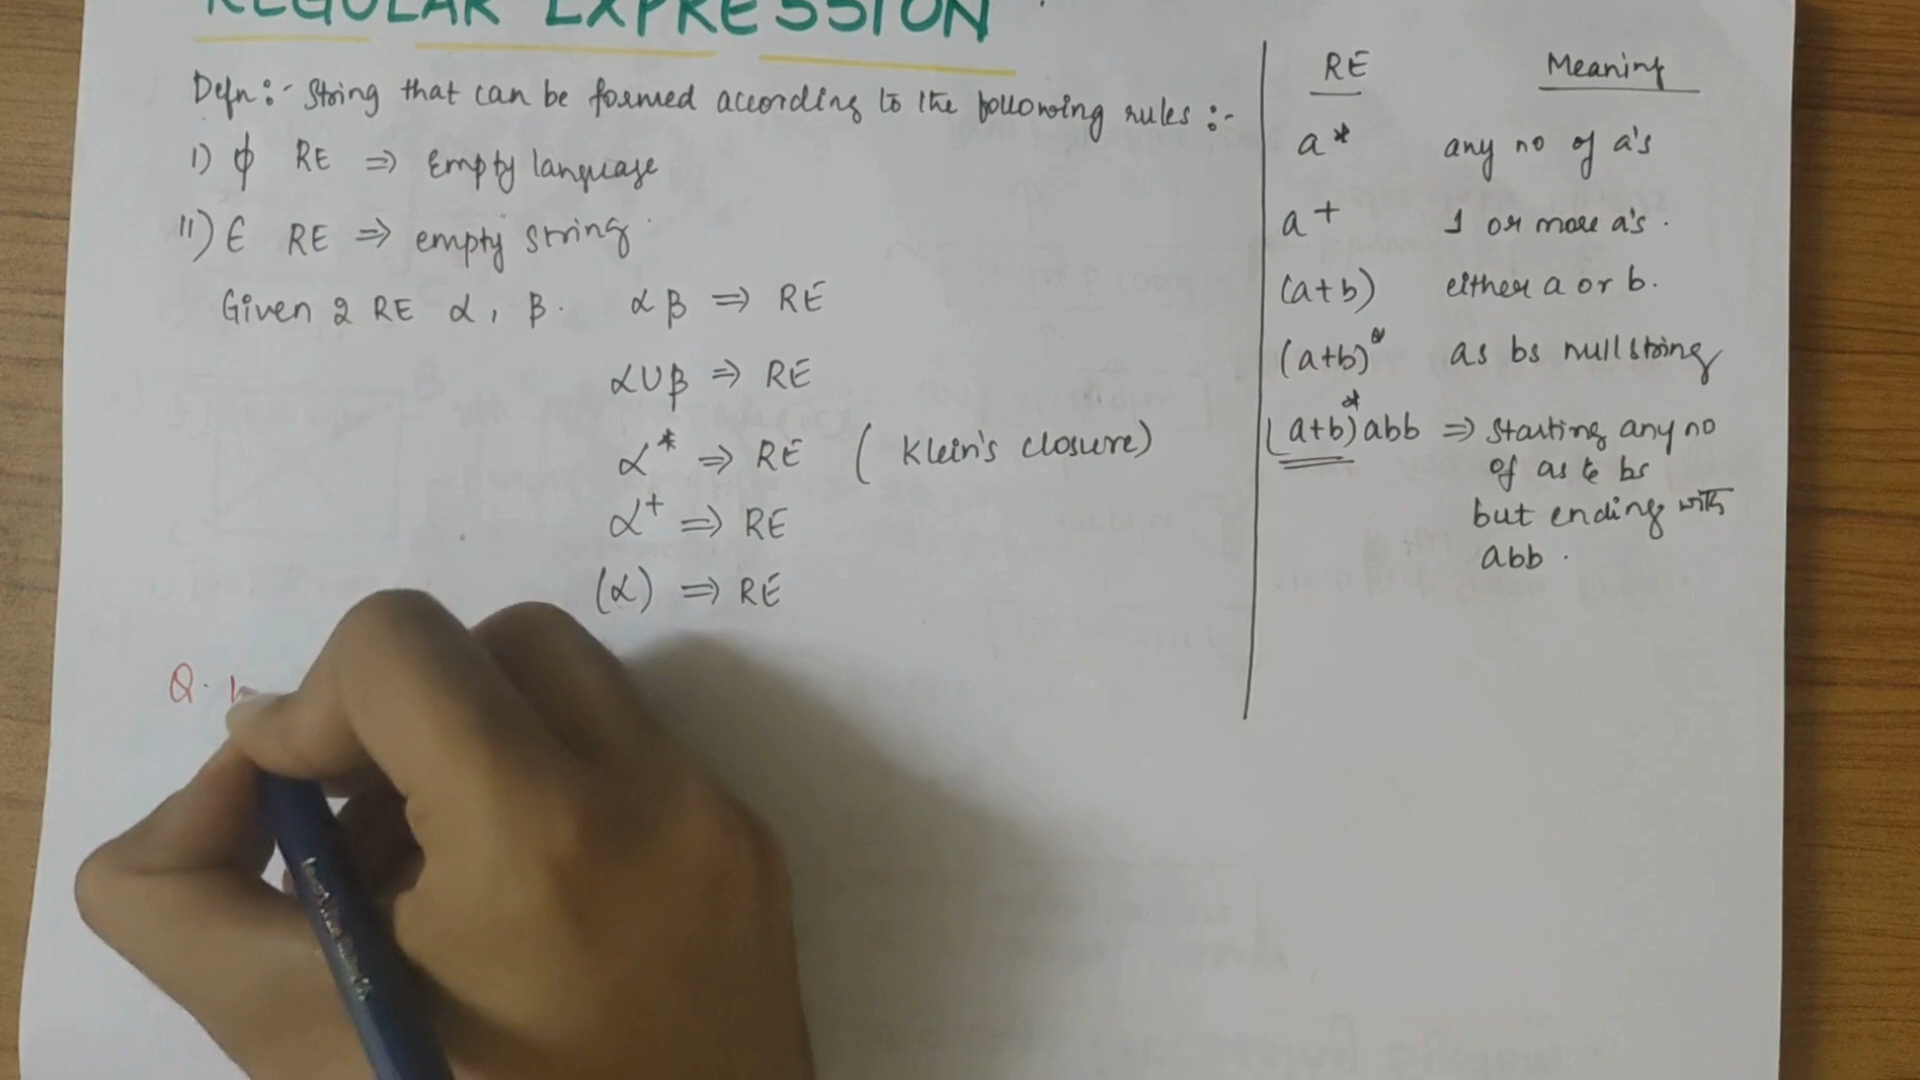 REGULAR EXPRESSION
Defn :- String that can be formed according to the following rules :-
i) ϕ RE => Empty language
ii) ϵ RE => empty string
Given 2 RE α, β. αβ => RE
α∪β => RE
α* => RE ( Klein's closure)
α+ => RE
(α) => RE
Q.
RE Meaning
a* any no of a's
a+ 1 or more a's.
(a+b) either a or b.
(a+b)* as bs null string
(a+b)*abb => starting any no
of as & bs
but ending with
abb.